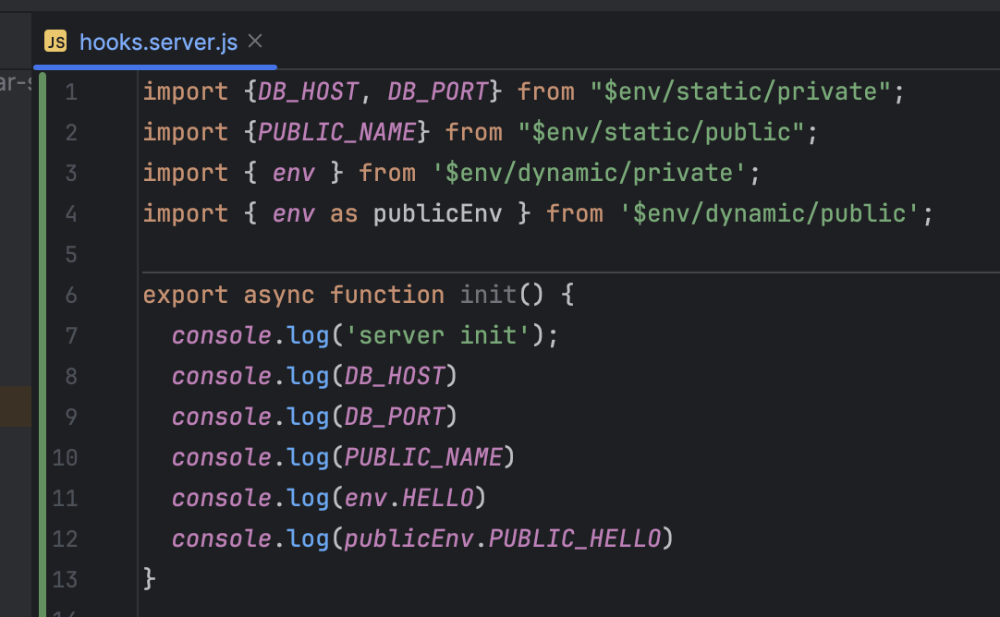 JS hooks.server.js ×
ar-s
1 import {DB_HOST, DB_PORT} from "$env/static/private";
2 import {PUBLIC_NAME} from "$env/static/public";
3 import { env } from '$env/dynamic/private';
4 import { env as publicEnv } from '$env/dynamic/public';
5
6 export async function init() {
7   console.log('server init');
8   console.log(DB_HOST)
9   console.log(DB_PORT)
10   console.log(PUBLIC_NAME)
11   console.log(env.HELLO)
12   console.log(publicEnv.PUBLIC_HELLO)
13 }